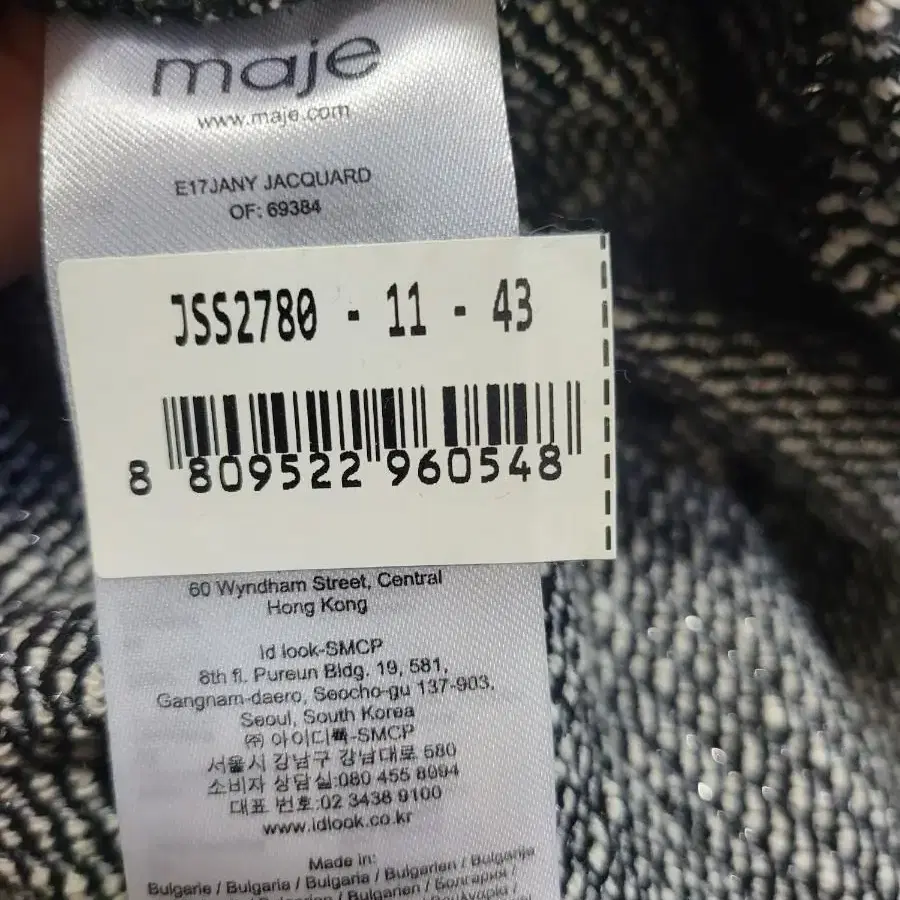 maje
www.maje.com
E17JANY JACQUARD
OF: 69384
JSS2780 - 11 - 43
8 809522 960548
60 Wyndham Street, Central
Hong Kong
Id look-SMCP
8th fl. Pureun Bldg. 19, 581,
Gangnam-daero, Seocho-gu 137-903,
Seoul, South Korea
㈜ 아이디룩-SMCP
서울시 강남구 강남대로 580
소비자 상담실:080 455 8094
대표 번호:02 3438 9100
www.idlook.co.kr
Made in:
Bulgarie / Bulgaria / Bulgaria / Bulgarien / Bulgarije
/ Bulgarien / България /